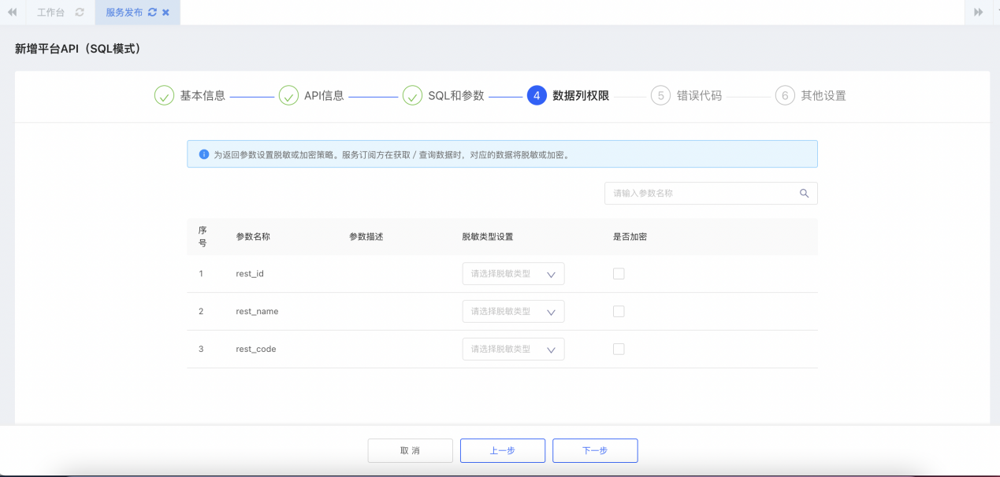 工作台 服务发布
新增平台API（SQL模式）
基本信息 API信息 SQL和参数 4 数据列权限 5 错误代码 6 其他设置
为返回参数设置脱敏或加密策略。服务订阅方在获取 / 查询数据时，对应的数据将脱敏或加密。
请输入参数名称
序号 参数名称 参数描述 脱敏类型设置 是否加密
1 rest_id 请选择脱敏类型
2 rest_name 请选择脱敏类型
3 rest_code 请选择脱敏类型
取 消 上一步 下一步